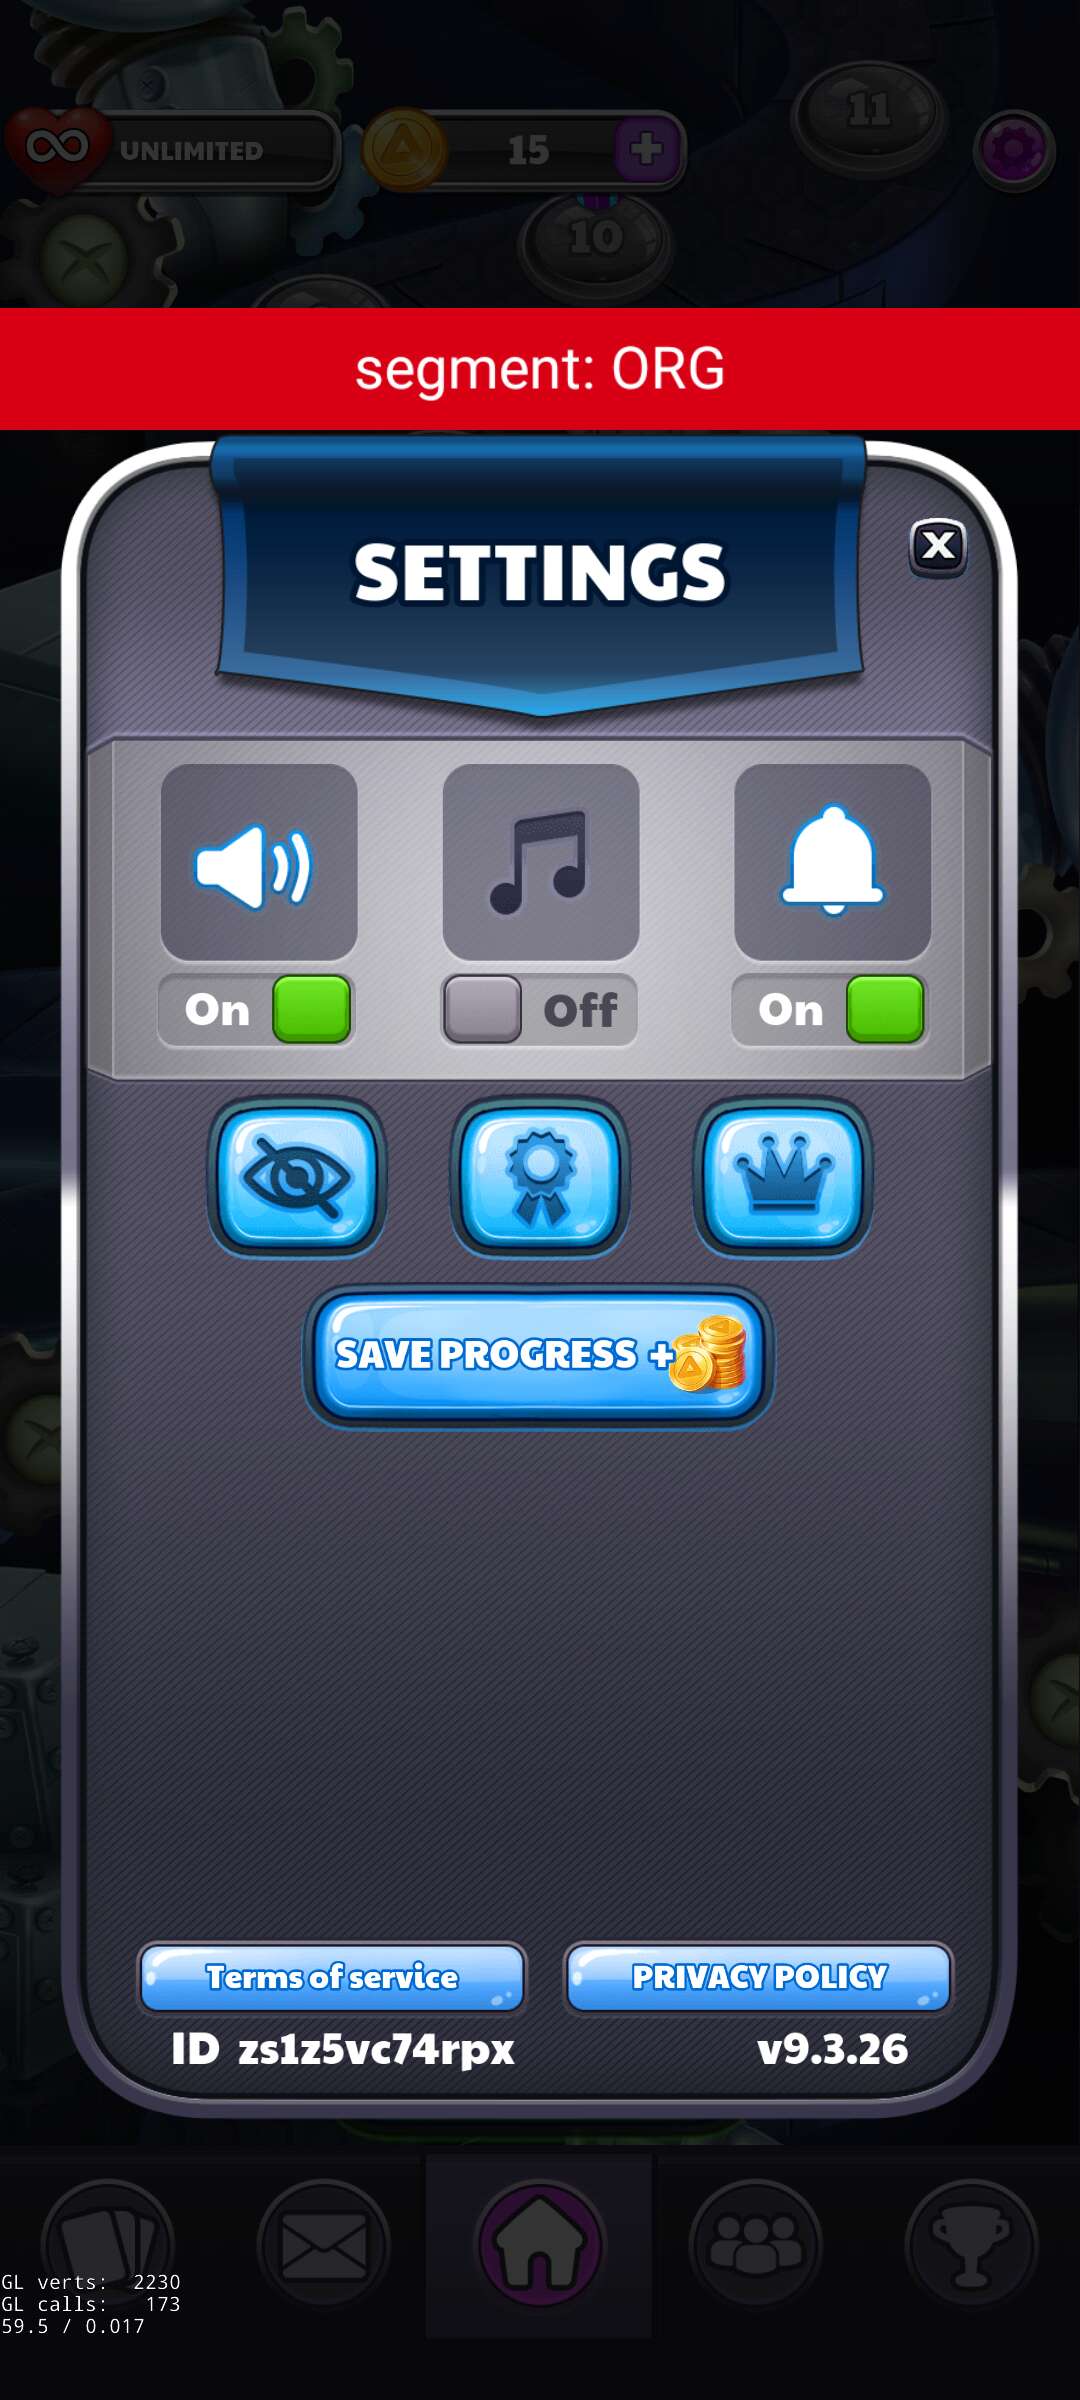 UNLIMITED
15
11
10
segment: ORG
SETTINGS
X
On
Off
On
SAVE PROGRESS +
Terms of service
PRIVACY POLICY
ID zs1z5vc74rpx
v9.3.26
GL verts: 2230
GL calls: 173
59.5 / 0.017